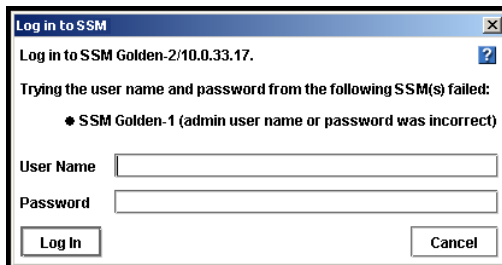 Log in to SSM
Log in to SSM Golden-2/10.0.33.17.
?
Trying the user name and password from the following SSM(s) failed:
● SSM Golden-1 (admin user name or password was incorrect)
User Name
Password
Log In Cancel